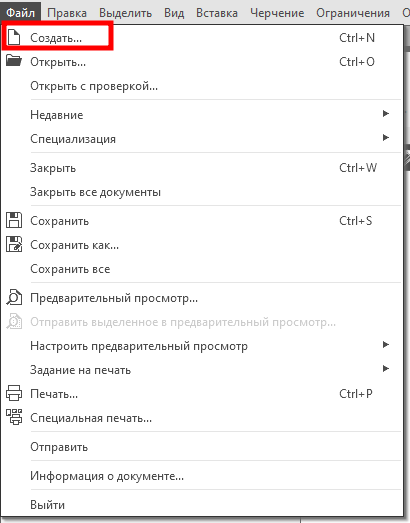 Файл Правка Выделить Вид Вставка Черчение Ограничения О
Создать... Ctrl+N
Открыть... Ctrl+O
Открыть с проверкой...
Недавние
Специализация
Закрыть Ctrl+W
Закрыть все документы
Сохранить Ctrl+S
Сохранить как...
Сохранить все
Предварительный просмотр...
Отправить выделенное в предварительный просмотр...
Настроить предварительный просмотр
Задание на печать
Печать... Ctrl+P
Специальная печать...
Отправить
Информация о документе...
Выйти